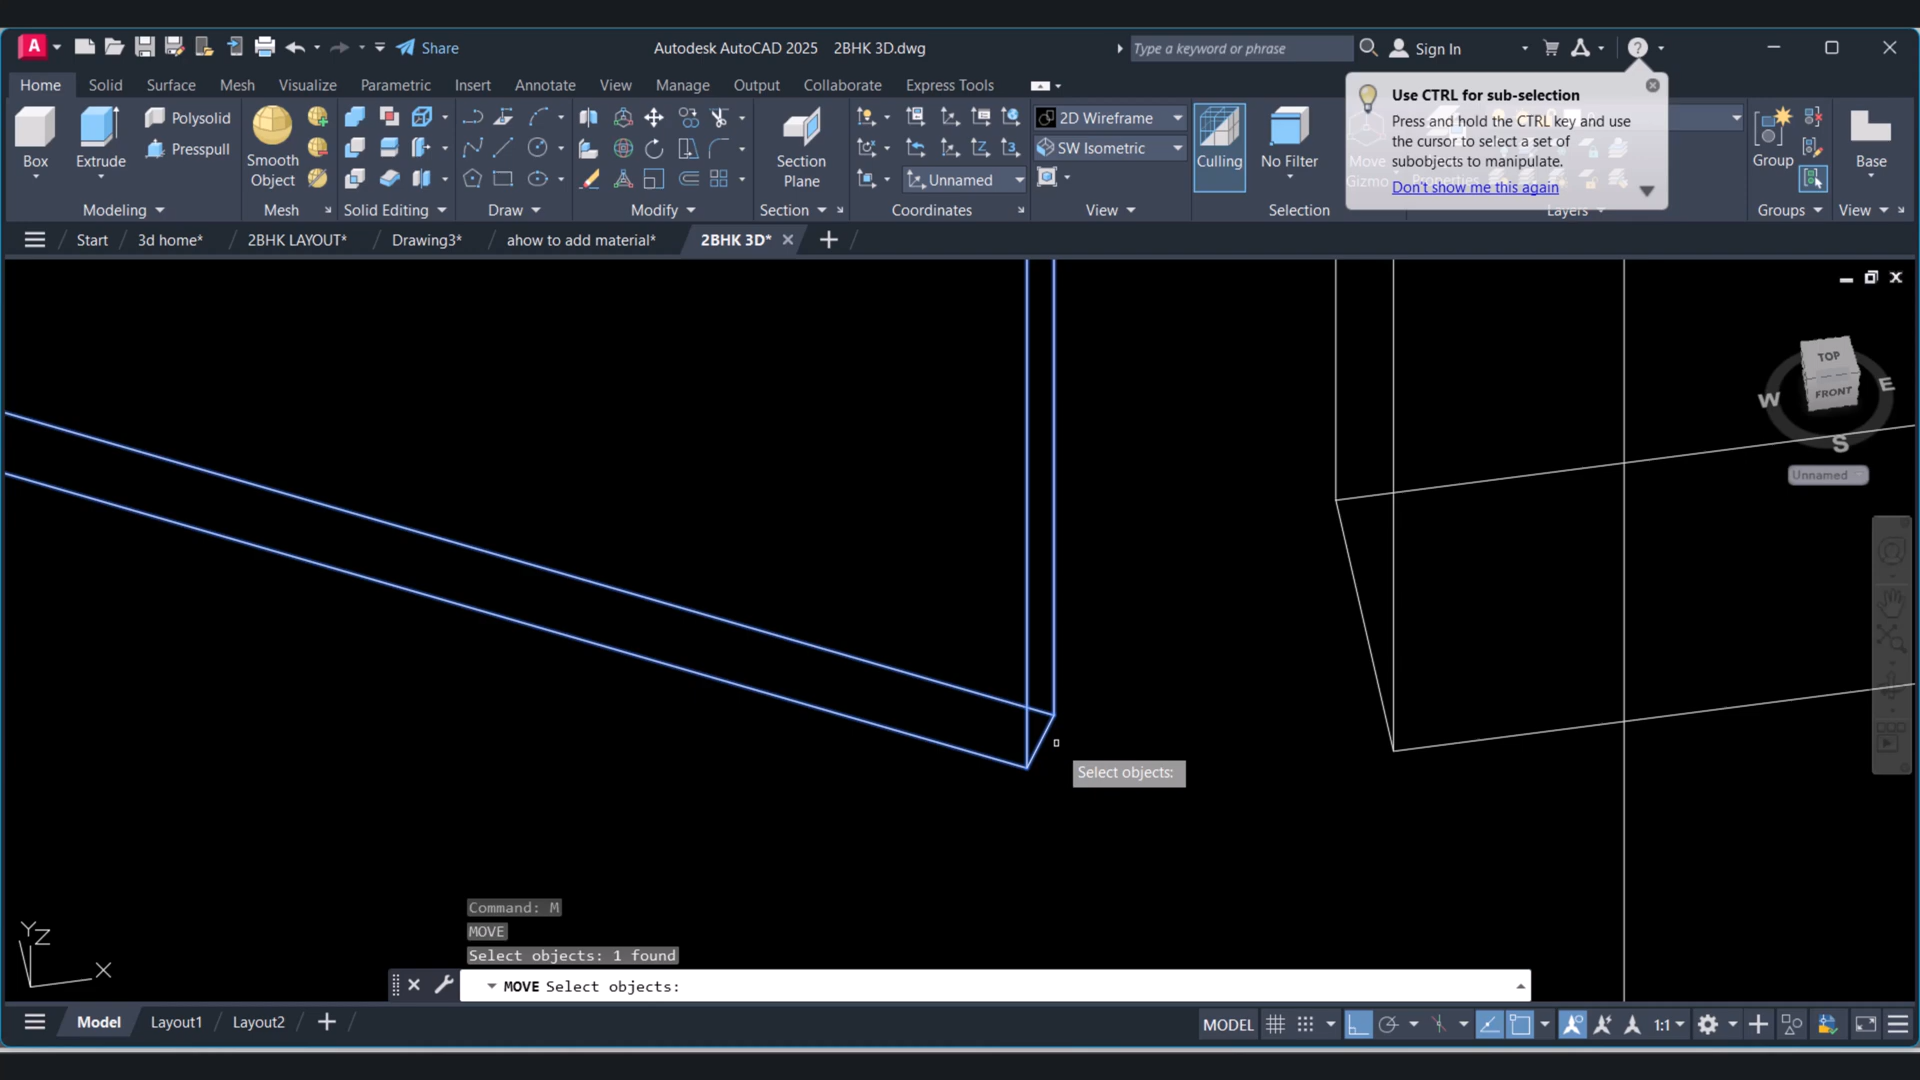 A Share Autodesk AutoCAD 2025 2BHK 3D.dwg Type a keyword or phrase Sign In
Home Solid Surface Mesh Visualize Parametric Insert Annotate View Manage Output Collaborate Express Tools
Use CTRL for sub-selection
Press and hold the CTRL key and use
the cursor to select a set of
subobjects to manipulate.
Don't show me this again
Polysolid 2D Wireframe
Presspull SW Isometric
Box Extrude Smooth Object Section Plane Unnamed Culling No Filter Move Gizmo Properties Group Base
Modeling Mesh Solid Editing Draw Modify Section Coordinates View Selection Layers Groups View
Start 3d home* 2BHK LAYOUT* Drawing3* ahow to add material* 2BHK 3D*
TOP
FRONT
W E
S
Unnamed
Select objects:
Command: M
MOVE
Select objects: 1 found
MOVE Select objects:
Y
Z
X
Model Layout1 Layout2 MODEL 1:1